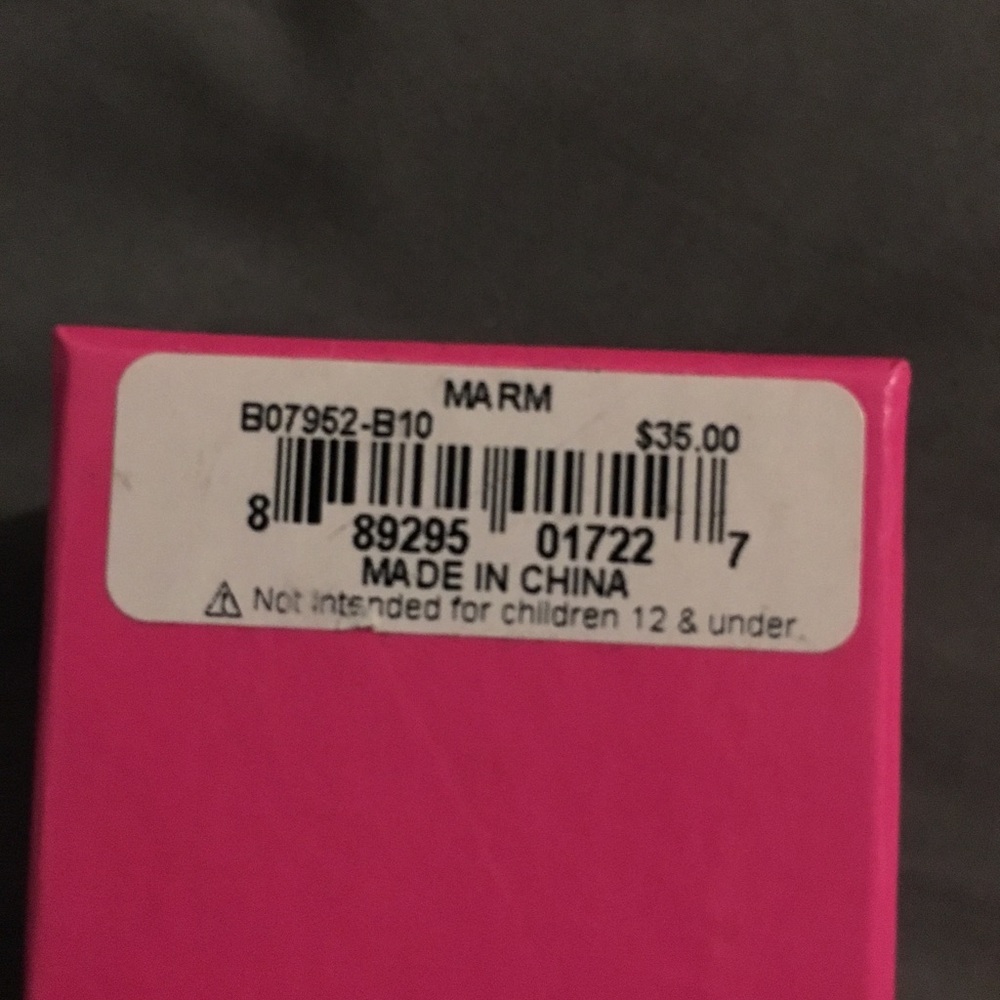 MARM
B07952-B10 $35.00
8 89295 01722 7
MADE IN CHINA
Not intended for children 12 & under.